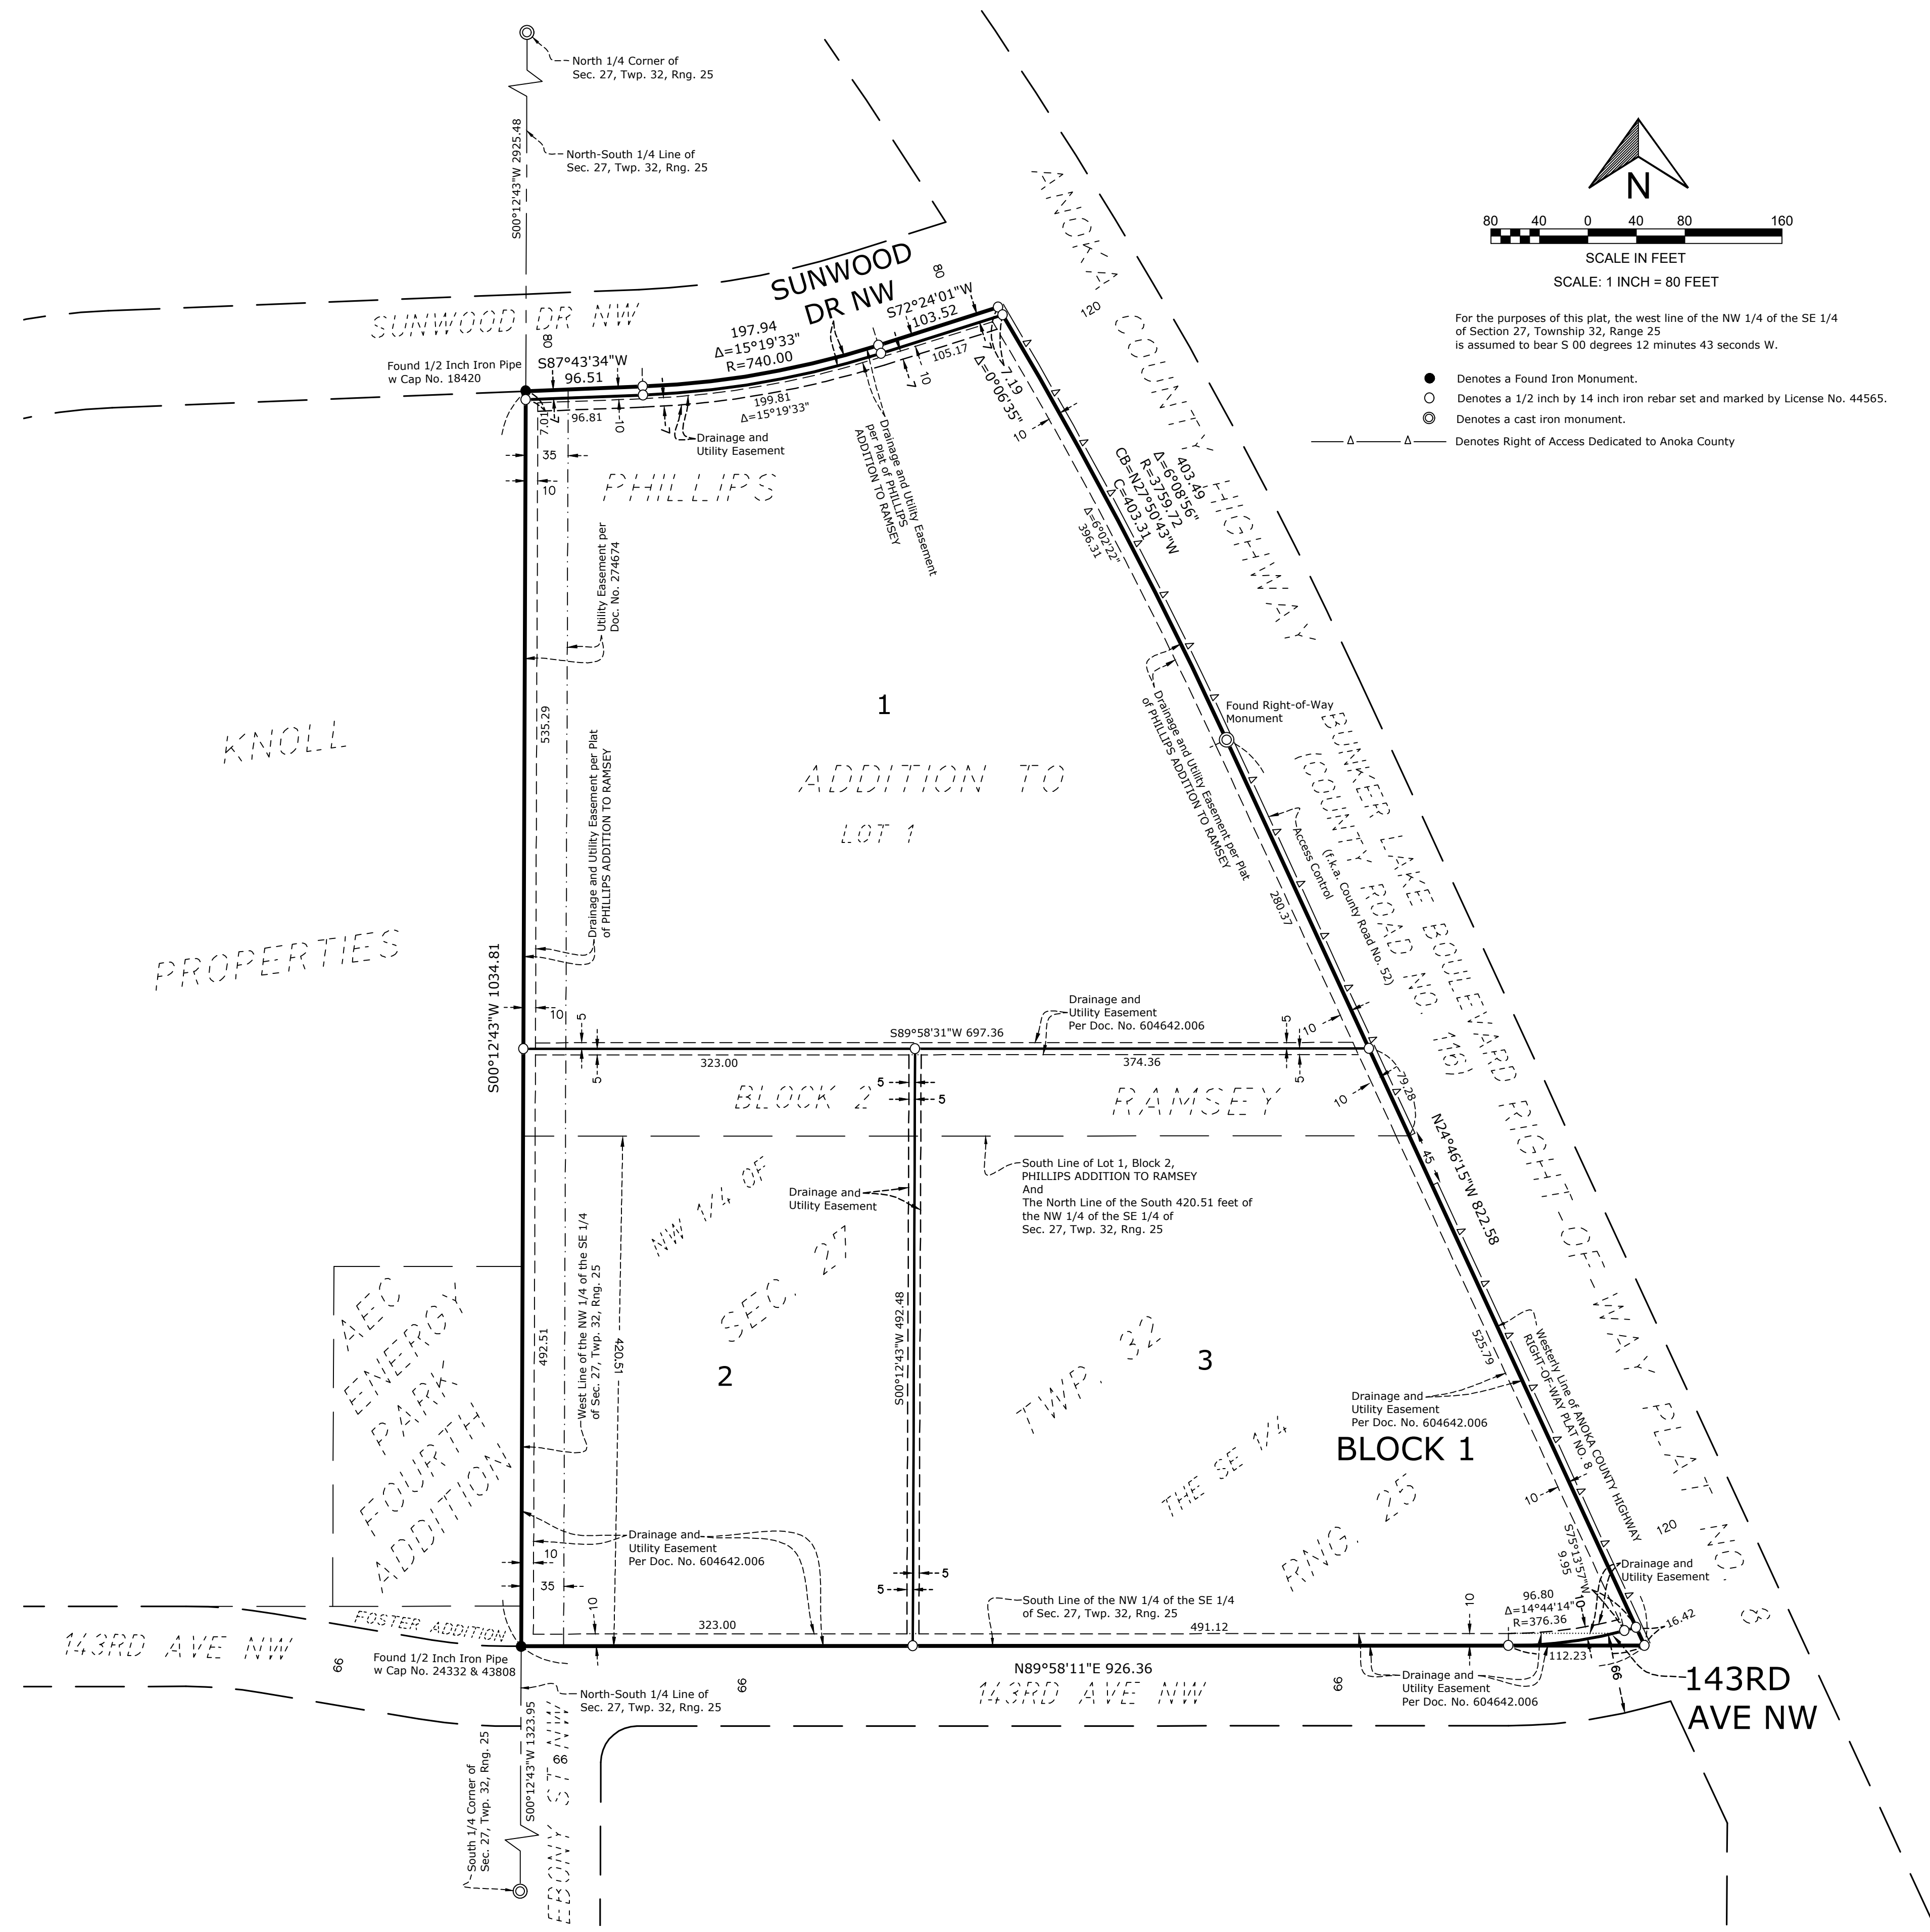 North 1/4 Corner of
Sec. 27, Twp. 32, Rng. 25
S00°12'43"W 2925.48
North-South 1/4 Line of
Sec. 27, Twp. 32, Rng. 25
N
80 40 0 40 80 160
SCALE IN FEET
SCALE: 1 INCH = 80 FEET
For the purposes of this plat, the west line of the NW 1/4 of the SE 1/4
of Section 27, Township 32, Range 25
is assumed to bear S 00 degrees 12 minutes 43 seconds W.
Denotes a Found Iron Monument.
Denotes a 1/2 inch by 14 inch iron rebar set and marked by License No. 44565.
Denotes a cast iron monument.
Δ Δ Denotes Right of Access Dedicated to Anoka County
SUNWOOD DR NW
80
SUNWOOD
DR NW
80
ANOKA COUNTY HIGHWAY
120
BUNKER LAKE BOULEVARD RIGHT-OF-WAY PLAT NO. 8
(COUNTY ROAD NO. 116)
(f.k.a. County Road No. 52)
Found 1/2 Inch Iron Pipe
w Cap No. 18420
S87°43'34"W
96.51
197.94
Δ=15°19'33"
R=740.00
S72°24'01"W
103.52
7.01
7
96.81
10
7
199.81
Δ=15°19'33"
7
10
105.17
7
7.19
Δ=0°06'35"
10
Drainage and
Utility Easement
Drainage and Utility Easement
per Plat of PHILLIPS
ADDITION TO RAMSEY
403.49
Δ=6°08'56"
R=3759.72
CB=N27°50'43"W
C=403.31
Δ=6°02'22"
396.31
35
10
PHILLIPS
Utility Easement per
Doc. No. 2746674
535.29
KNOLL
PROPERTIES
1
ADDITION TO
LOT 1
Drainage and Utility Easement per Plat
of PHILLIPS ADDITION TO RAMSEY
Drainage and Utility Easement per Plat
of PHILLIPS ADDITION TO RAMSEY
Found Right-of-Way
Monument
Access Control
280.37
S00°12'43"W 1034.81
10
5
5
S89°58'31"W 697.36
323.00
374.36
Drainage and
Utility Easement
Per Doc. No. 604642.006
5
5
10
10
79.28
BLOCK 2
RAMSEY
5
5
45
N24°46'15"W 822.58
South Line of Lot 1, Block 2,
PHILLIPS ADDITION TO RAMSEY
And
The North Line of the South 420.51 feet of
the NW 1/4 of the SE 1/4 of
Sec. 27, Twp. 32, Rng. 25
Drainage and
Utility Easement
NW 1/4 OF
SEC. 27
TWP. 32
THE SE 1/4
RNG. 25
West Line of the NW 1/4 of the SE 1/4
of Sec. 27, Twp. 32, Rng. 25
492.51
420.51
S00°12'43"W 492.48
2
3
BLOCK 1
AEC
ENERGY
PARK
FOURTH
ADDITION
525.79
Westerly Line of ANOKA COUNTY HIGHWAY
RIGHT-OF-WAY PLAT NO. 8
Drainage and
Utility Easement
Per Doc. No. 604642.006
10
S75°13'57"W
9.95
120
Drainage and
Utility Easement
Drainage and
Utility Easement
Per Doc. No. 604642.006
10
35
10
5
5
South Line of the NW 1/4 of the SE 1/4
of Sec. 27, Twp. 32, Rng. 25
10
96.80
Δ=14°44'14"
R=376.36
10
16.42
323.00
491.12
112.23
FOSTER ADDITION
143RD AVE NW
66
Found 1/2 Inch Iron Pipe
w Cap No. 24332 & 43808
N89°58'11"E 926.36
143RD AVE NW
66
66
66
Drainage and
Utility Easement
Per Doc. No. 604642.006
143RD
AVE NW
North-South 1/4 Line of
Sec. 27, Twp. 32, Rng. 25
S00°12'43"W 1323.95
South 1/4 Corner of
Sec. 27, Twp. 32, Rng. 25
66
EBONY ST NW